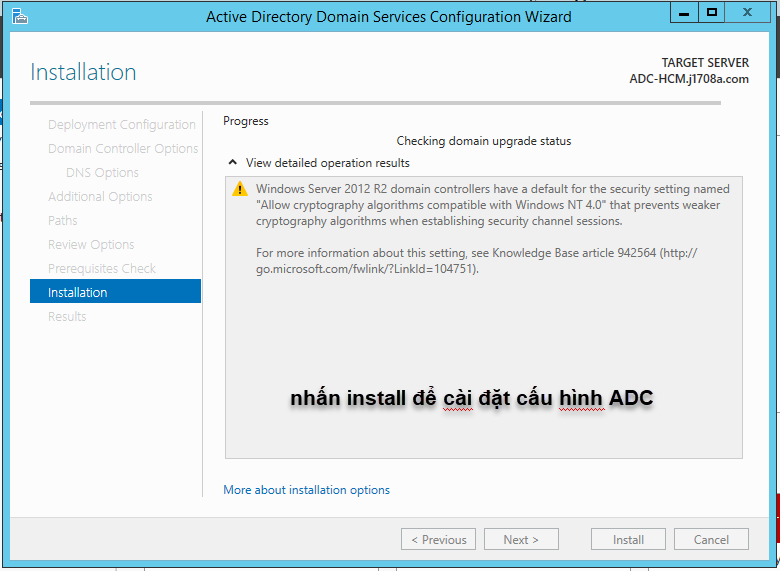 Active Directory Domain Services Configuration Wizard
Installation
TARGET SERVER
ADC-HCM.j1708a.com
Deployment Configuration
Domain Controller Options
DNS Options
Additional Options
Paths
Review Options
Prerequisites Check
Installation
Results
Progress
Checking domain upgrade status
View detailed operation results
Windows Server 2012 R2 domain controllers have a default for the security setting named
"Allow cryptography algorithms compatible with Windows NT 4.0" that prevents weaker
cryptography algorithms when establishing security channel sessions.
For more information about this setting, see Knowledge Base article 942564 (http://
go.microsoft.com/fwlink/?LinkId=104751).
nhấn install để cài đặt cấu hình ADC
More about installation options
< Previous
Next >
Install
Cancel